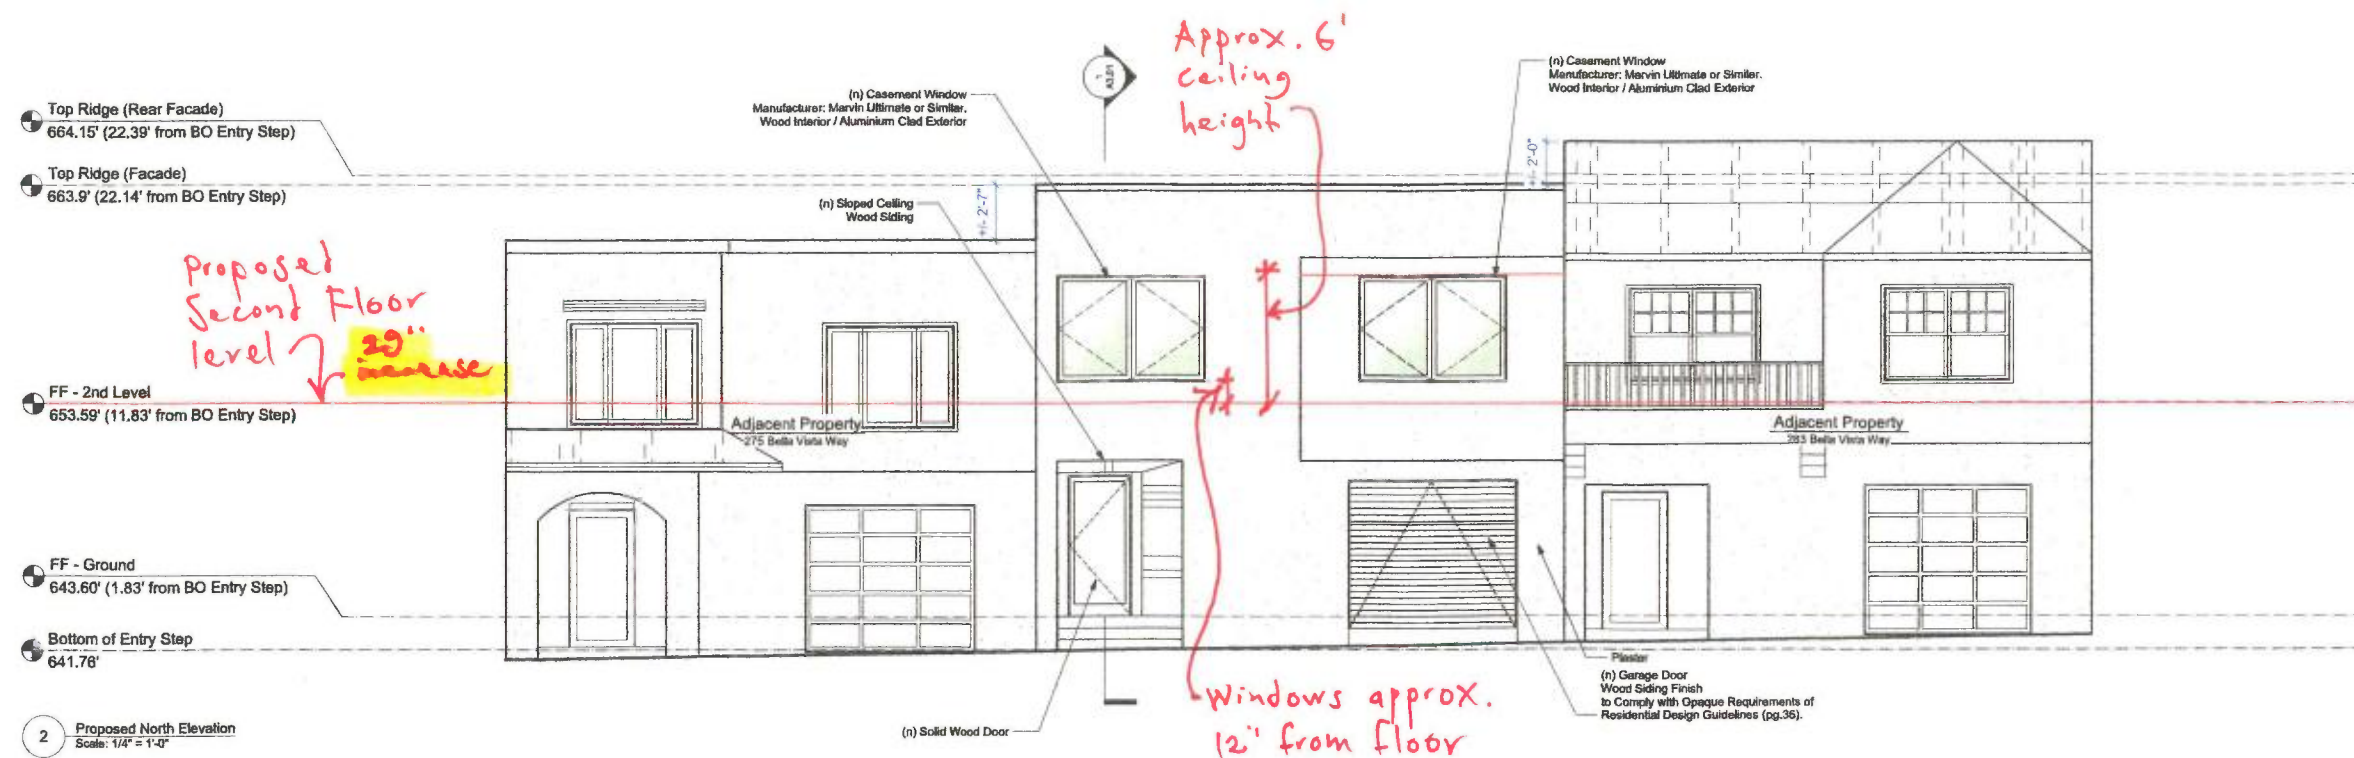 Approx. 6'
ceiling
height
(n) Casement Window
Manufacturer: Marvin Ultimate or Similar.
Wood Interior / Aluminium Clad Exterior
(n) Casement Window
Manufacturer: Marvin Ultimate or Similar.
Wood Interior / Aluminium Clad Exterior
1
A3.01
Top Ridge (Rear Facade)
664.15' (22.39' from BO Entry Step)
Top Ridge (Facade)
663.9' (22.14' from BO Entry Step)
+/- 2'-0"
+/- 2'-7"
(n) Sloped Ceiling
Wood Siding
Proposed
Second Floor
level
29"
increase
FF - 2nd Level
653.59' (11.83' from BO Entry Step)
Adjacent Property
275 Bella Vista Way
Adjacent Property
283 Bella Vista Way
FF - Ground
643.60' (1.83' from BO Entry Step)
Bottom of Entry Step
641.76'
Plaster
(n) Garage Door
Wood Siding Finish
to Comply with Opaque Requirements of
Residential Design Guidelines (pg.36).
Windows approx.
12" from floor
(n) Solid Wood Door
2
Proposed North Elevation
Scale: 1/4" = 1'-0"